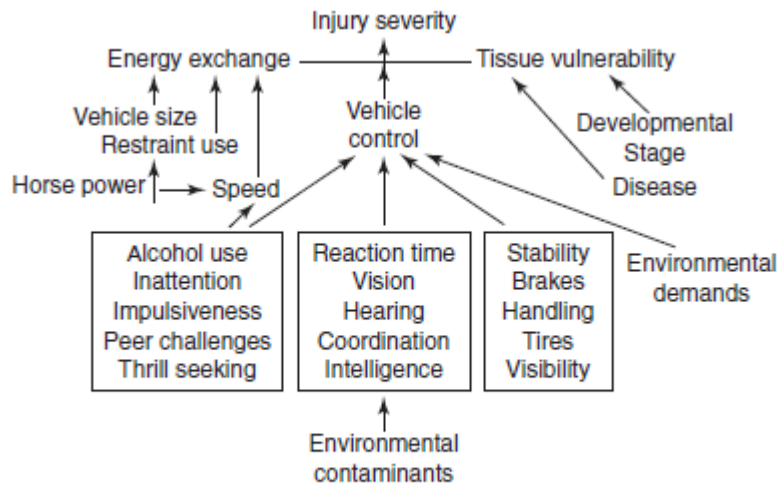 Injury severity
Energy exchange
Tissue vulnerability
Vehicle size
Restraint use
Vehicle
control
Developmental
Stage
Horse power
Speed
Disease
Alcohol use
Inattention
Impulsiveness
Peer challenges
Thrill seeking
Reaction time
Vision
Hearing
Coordination
Intelligence
Stability
Brakes
Handling
Tires
Visibility
Environmental
demands
Environmental
contaminants